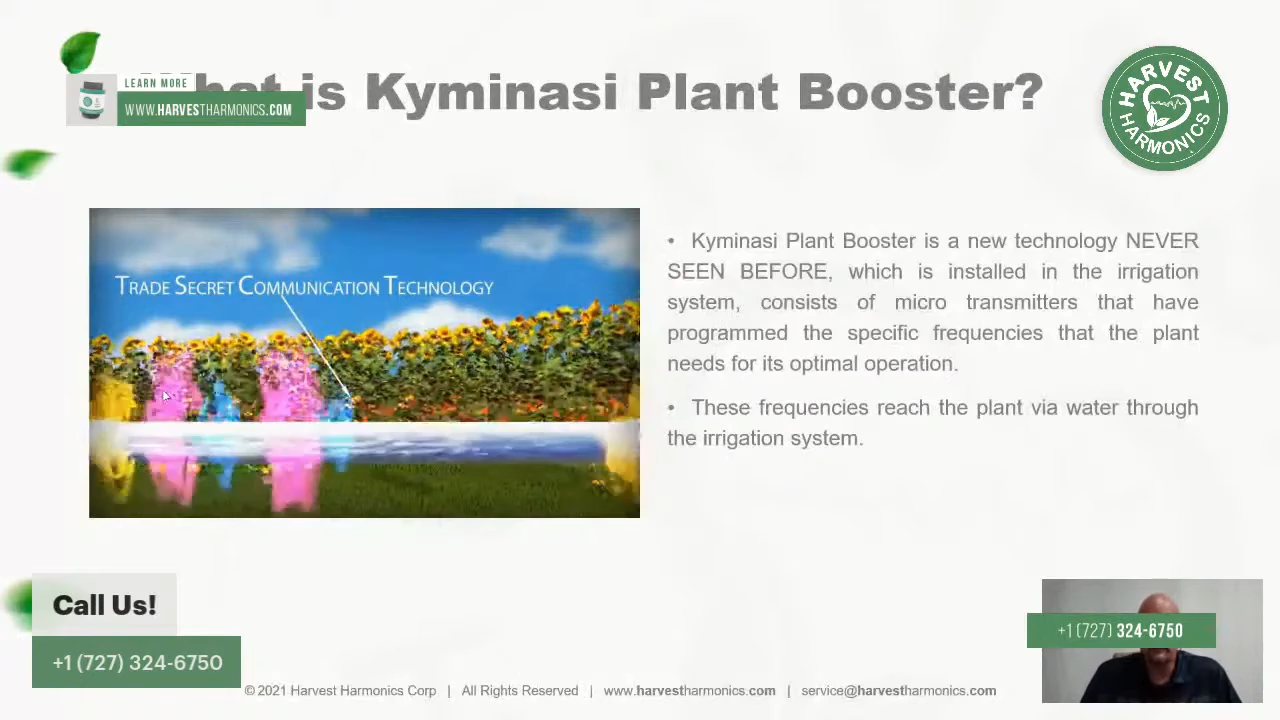 What is Kyminasi Plant Booster?
LEARN MORE
WWW.HARVESTHARMONICS.COM
HARVEST
HARMONICS
TRADE SECRET COMMUNICATION TECHNOLOGY
• Kyminasi Plant Booster is a new technology NEVER
SEEN BEFORE, which is installed in the irrigation
system, consists of micro transmitters that have
programmed the specific frequencies that the plant
needs for its optimal operation.
• These frequencies reach the plant via water through
the irrigation system.
Call Us!
+1 (727) 324-6750
+1 (727) 324-6750
© 2021 Harvest Harmonics Corp | All Rights Reserved | www.harvestharmonics.com | service@harvestharmonics.com